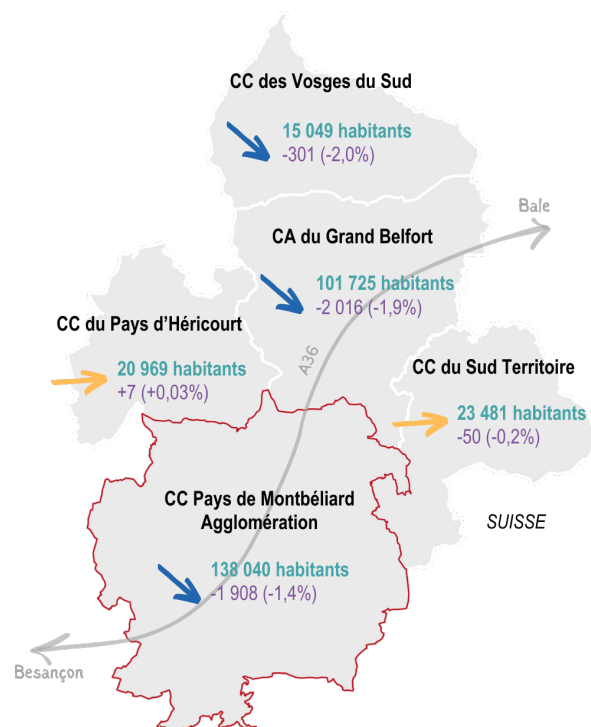 CC des Vosges du Sud
15 049 habitants
-301 (-2,0%)
Bale
CA du Grand Belfort
101 725 habitants
-2 016 (-1,9%)
CC du Pays d'Héricourt
20 969 habitants
+7 (+0,03%)
A36
CC du Sud Territoire
23 481 habitants
-50 (-0,2%)
CC Pays de Montbéliard
Agglomération
SUISSE
138 040 habitants
-1 908 (-1,4%)
Besançon